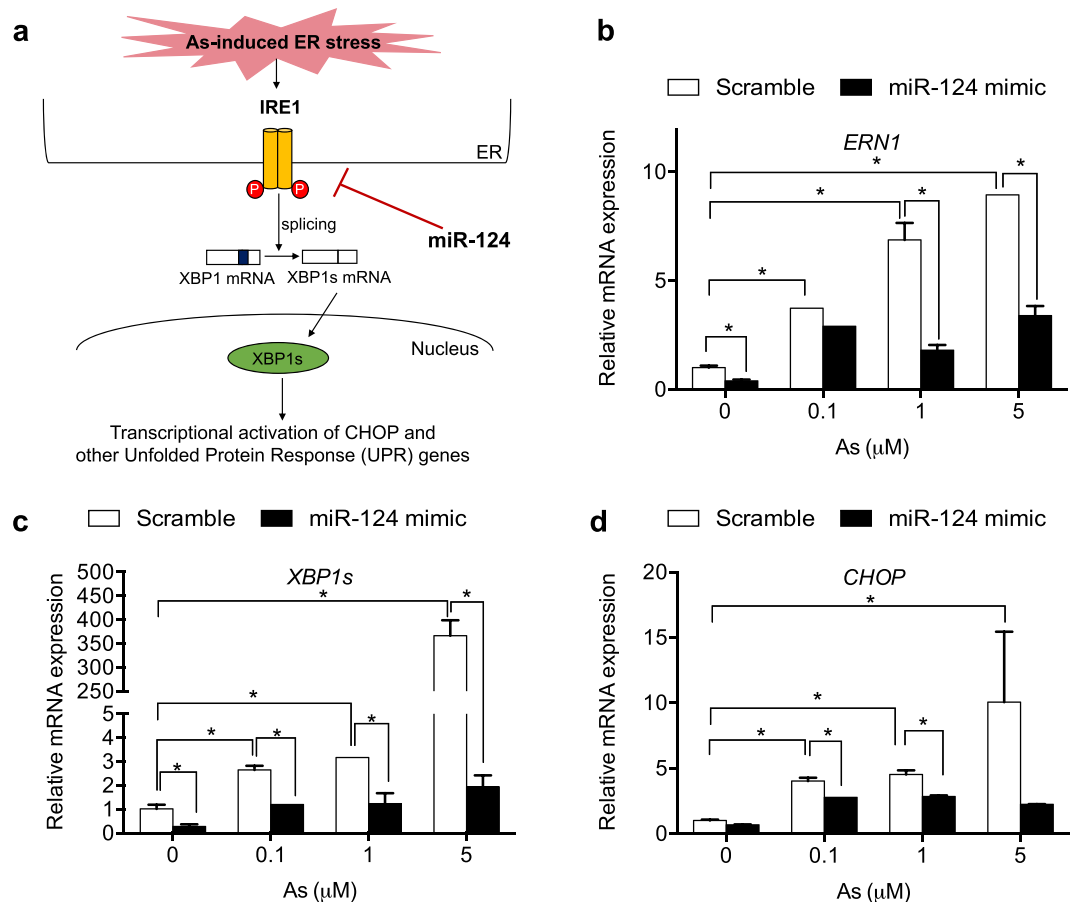 a
As-induced ER stress
IRE1
ER
P
P
splicing
miR-124
XBP1 mRNA
XBP1s mRNA
Nucleus
XBP1s
Transcriptional activation of CHOP and
other Unfolded Protein Response (UPR) genes
b
Scramble
miR-124 mimic
ERN1
Relative mRNA expression
10
5
0
*
*
*
*
*
*
0
0.1
1
5
As (μM)
c
Scramble
miR-124 mimic
XBP1s
Relative mRNA expression
500
450
400
350
300
250
5
4
3
2
1
0
*
*
*
*
*
*
*
0
0.1
1
5
As (μM)
d
Scramble
miR-124 mimic
CHOP
Relative mRNA expression
20
15
10
5
0
*
*
*
*
*
0
0.1
1
5
As (μM)